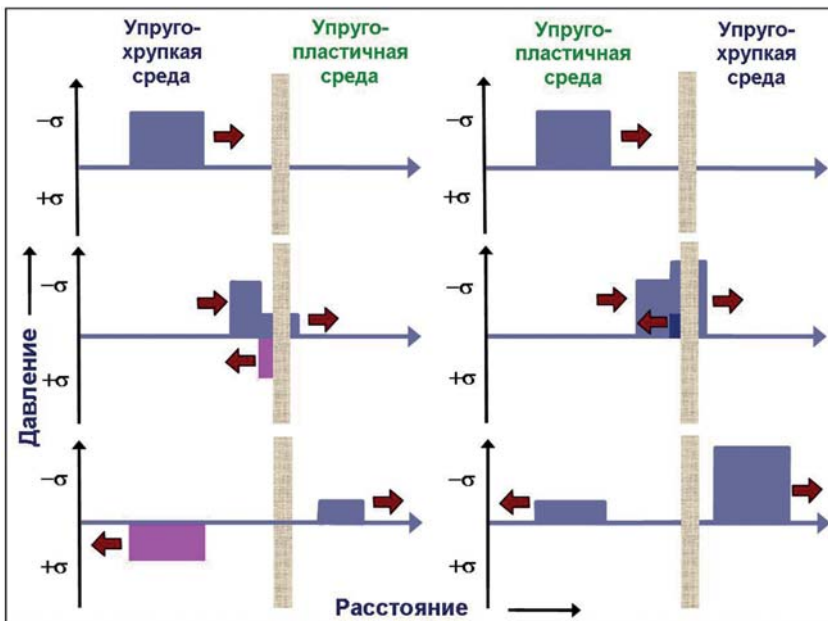 Упруго-
хрупкая
среда
Упруго-
пластичная
среда
Упруго-
пластичная
среда
Упруго-
хрупкая
среда
–σ
+σ
–σ
+σ
–σ
+σ
–σ
+σ
–σ
+σ
–σ
+σ
Давление
Расстояние